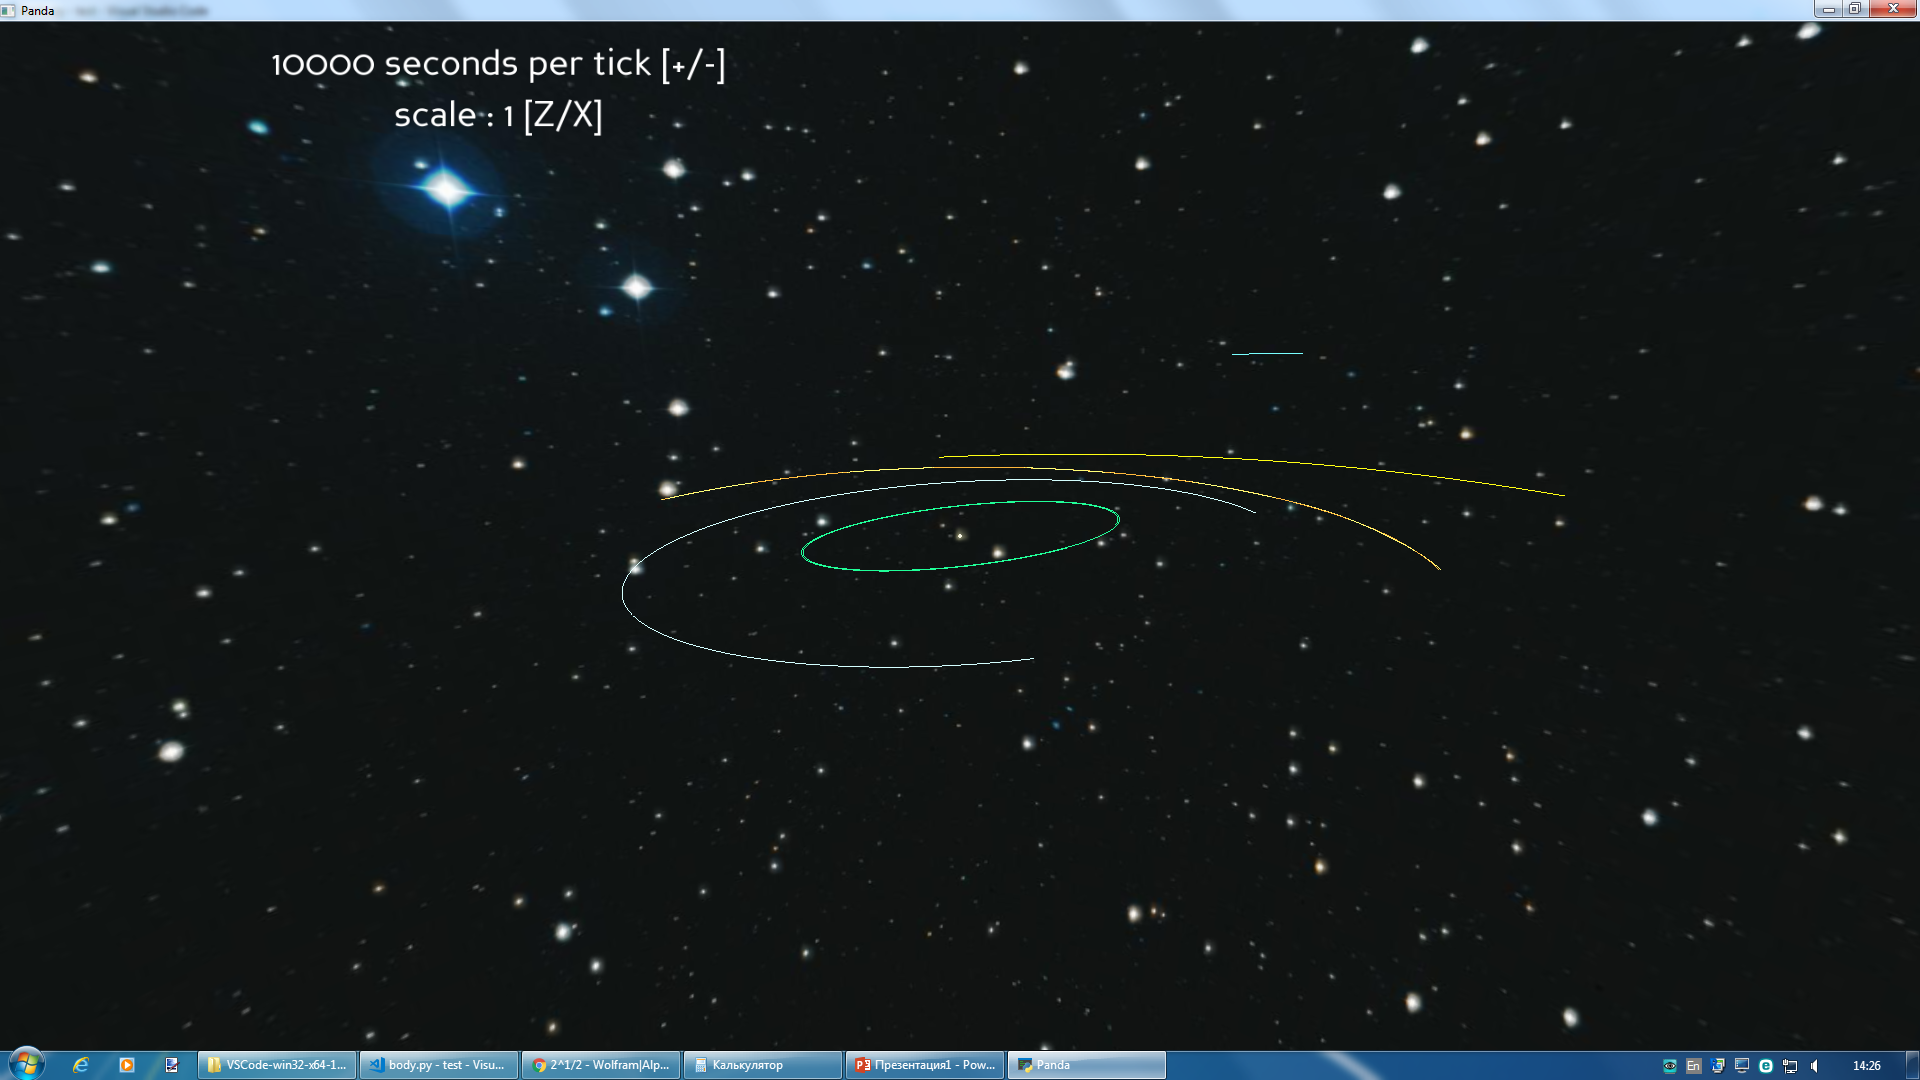 Panda
10000 seconds per tick [+/-]
scale : 1 [Z/X]
VSCode-win32-x64-1...
body.py - test - Visu...
2^1/2 - Wolfram|Alp...
Калькулятор
Презентация1 - Pow...
Panda
En
14:26